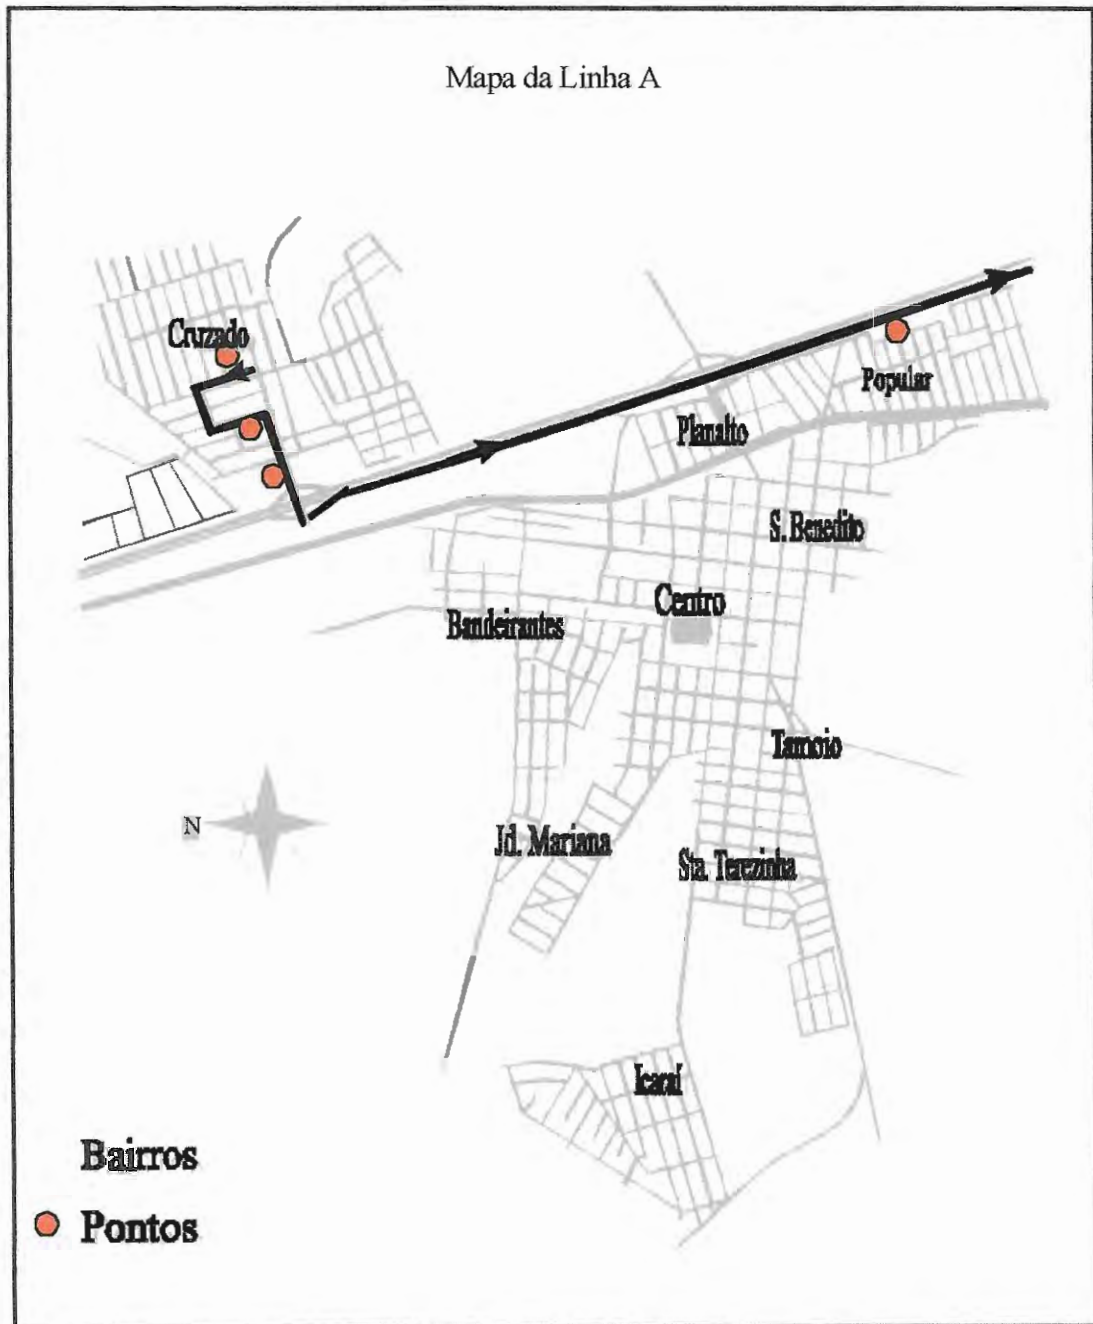 Mapa da Linha A
Cruzado
Popular
Planalto
S. Benedito
Centro
Bandeirantes
Tamoio
N
Jd. Mariana
Sta. Terezinha
Icaraí
Bairros
Pontos